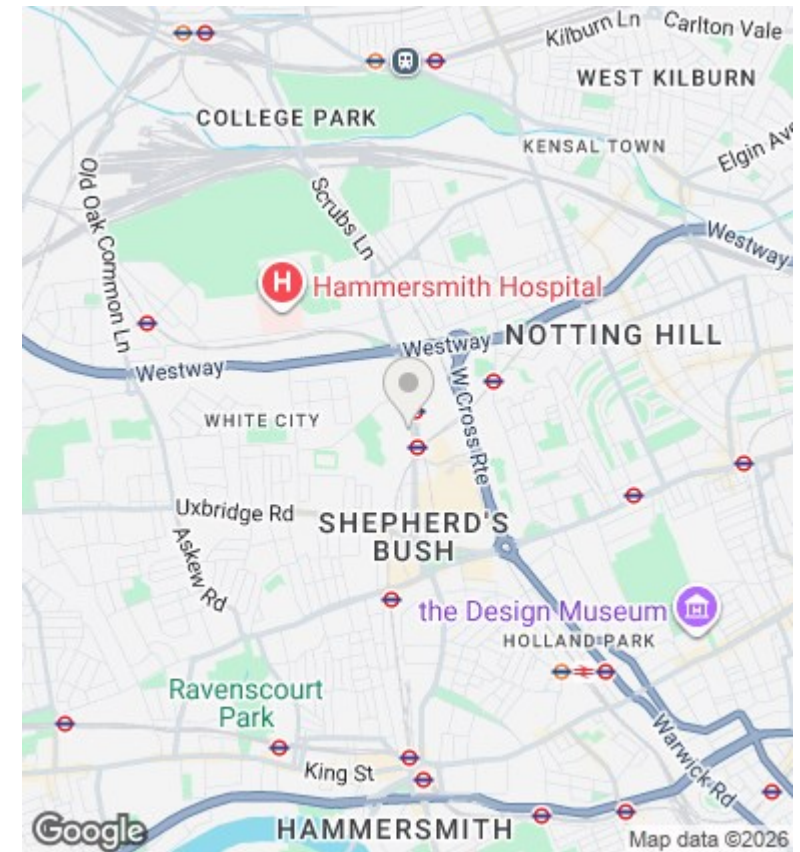 Kilburn Ln
Carlton Vale
WEST KILBURN
COLLEGE PARK
KENSAL TOWN
Elgin Ave
Old Oak Common Ln
Scrubs Ln
Westway
H
Hammersmith Hospital
Westway
NOTTING HILL
Westway
WHITE CITY
W Cross Rte
Uxbridge Rd
SHEPHERD'S
BUSH
Askew Rd
the Design Museum
HOLLAND PARK
Ravenscourt
Park
Warwick Rd
King St
HAMMERSMITH
Google
Map data ©2026